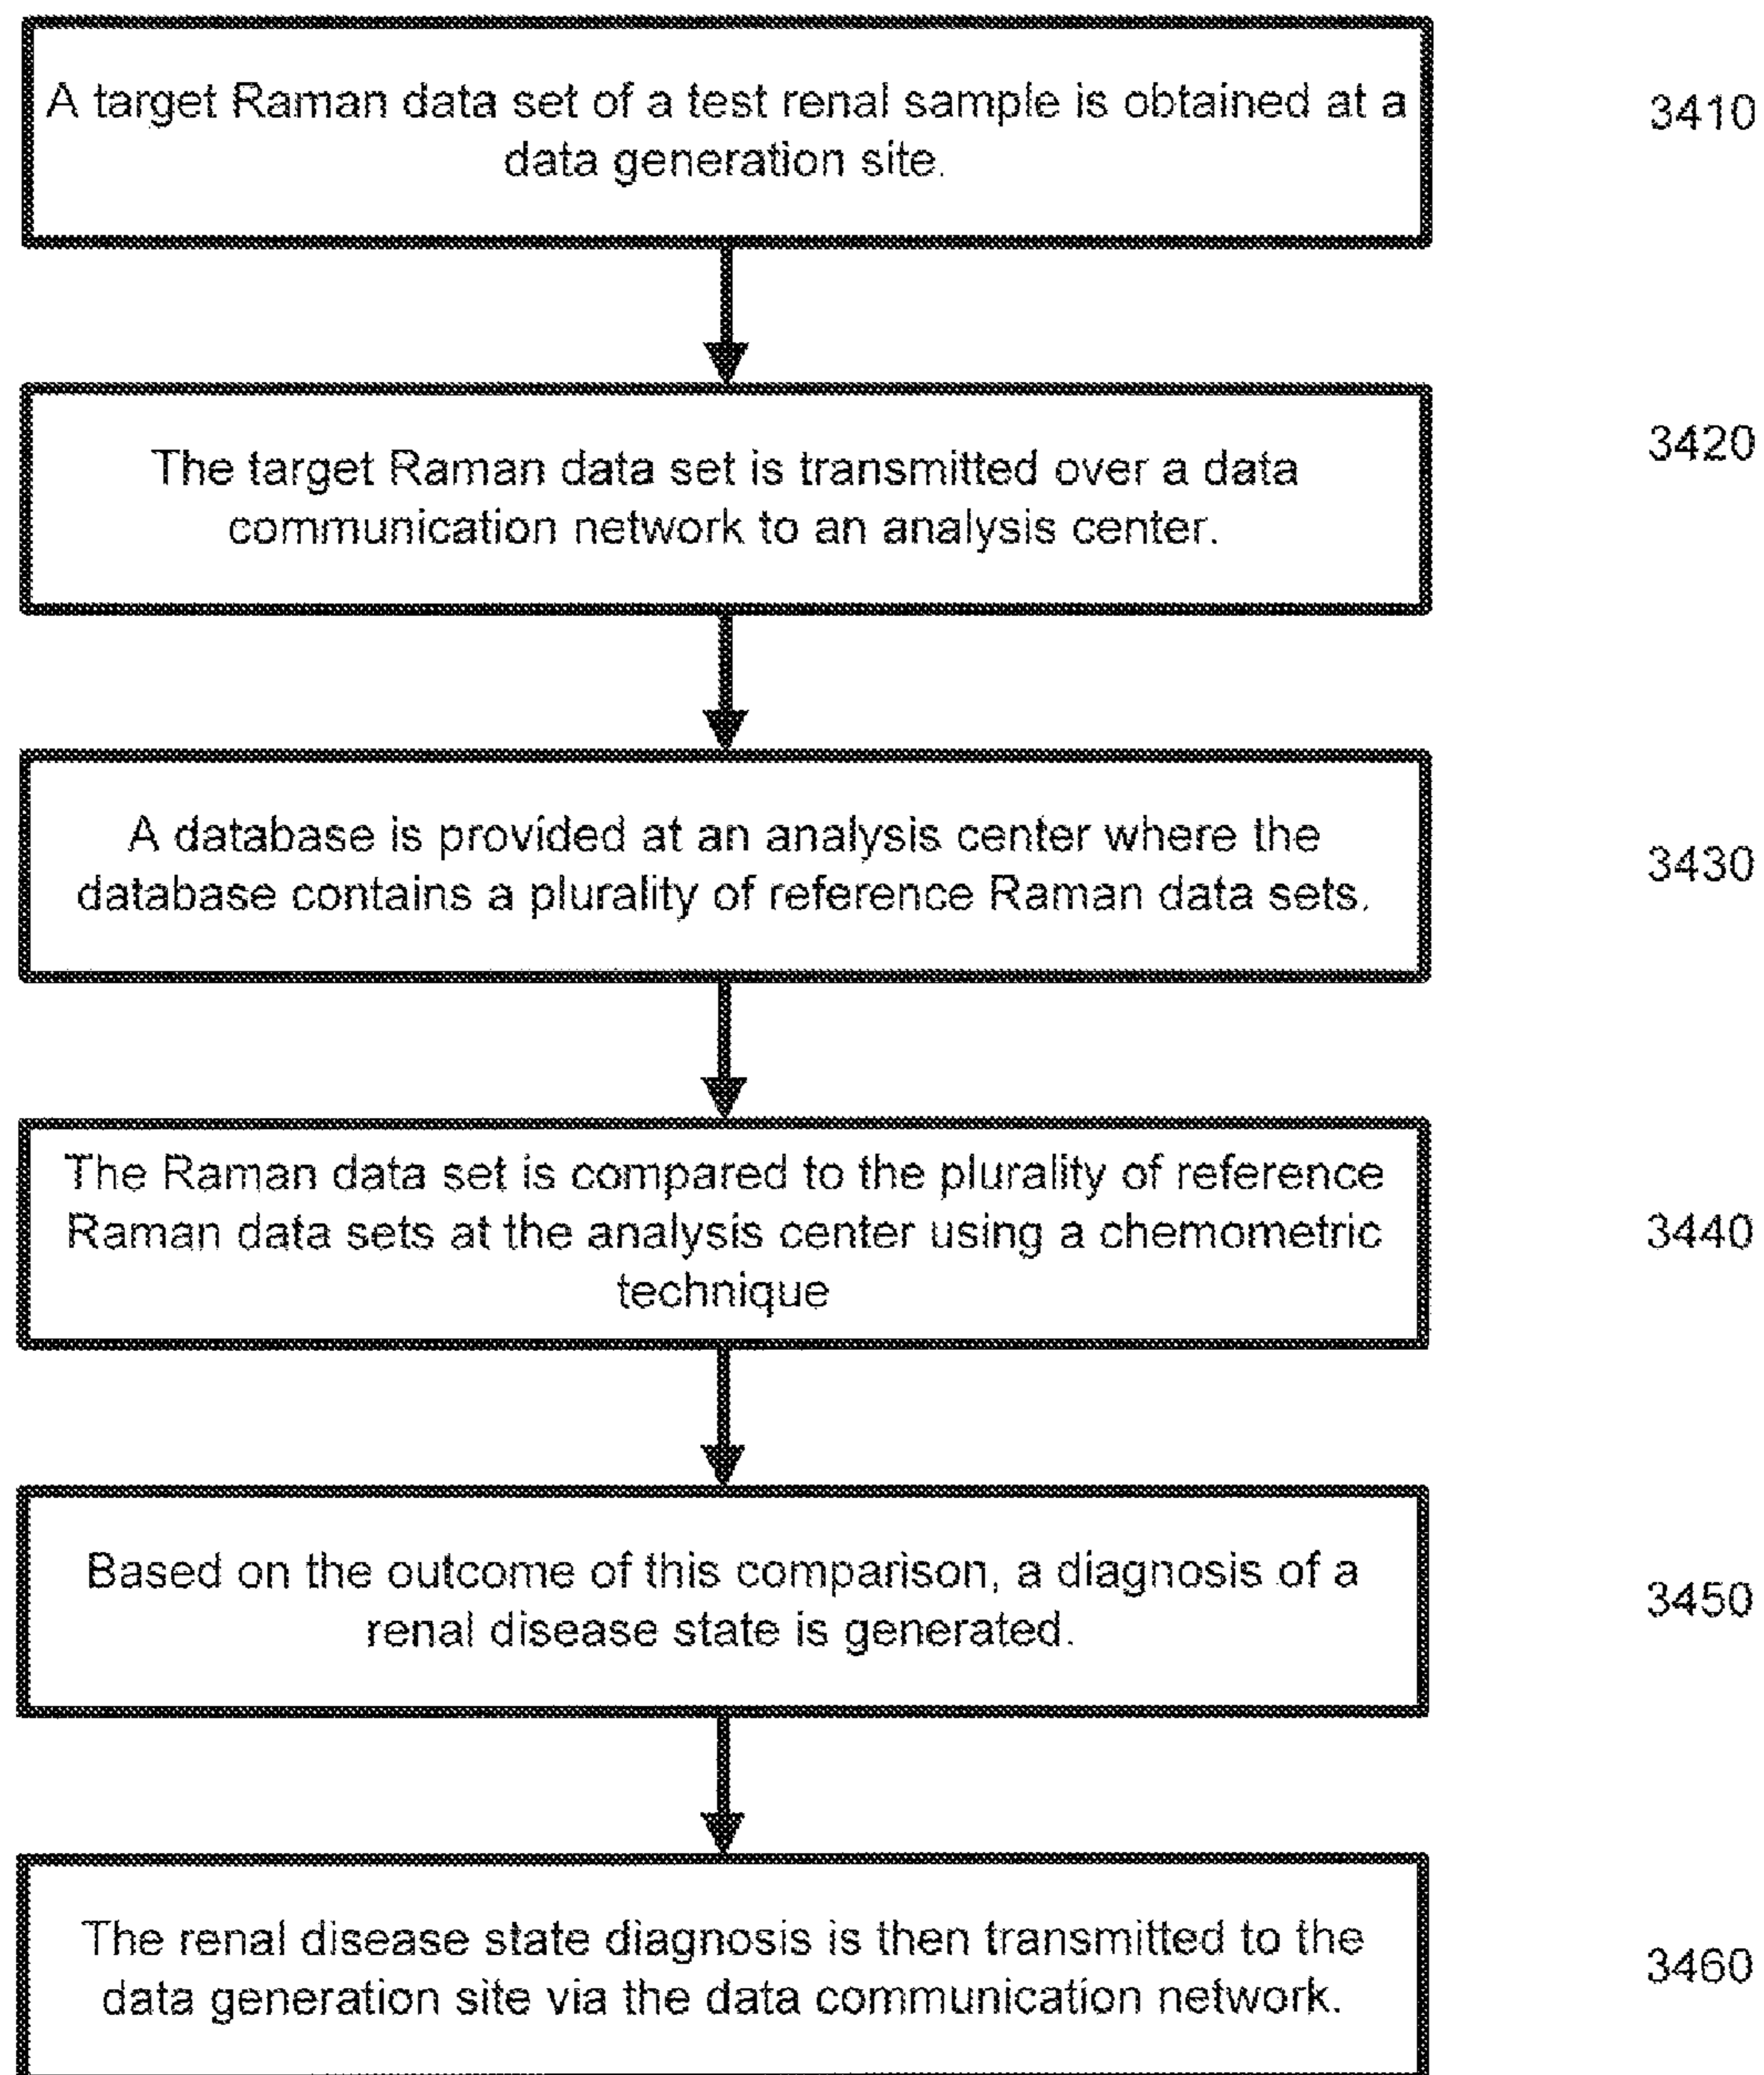 A target Raman data set of a test renal sample is obtained at a
data generation site.
3410
The target Raman data set is transmitted over a data
communication network to an analysis center.
3420
A database is provided at an analysis center where the
database contains a plurality of reference Raman data sets.
3430
The Raman data set is compared to the plurality of reference
Raman data sets at the analysis center using a chemometric
technique
3440
Based on the outcome of this comparison, a diagnosis of a
renal disease state is generated.
3450
The renal disease state diagnosis is then transmitted to the
data generation site via the data communication network.
3460